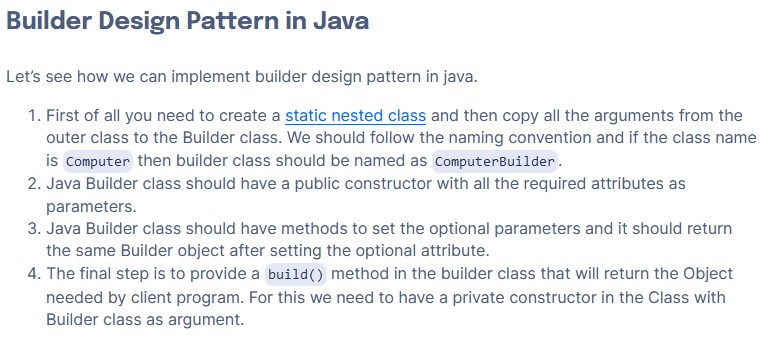 Builder Design Pattern in Java
Let's see how we can implement builder design pattern in java.
1. First of all you need to create a static nested class and then copy all the arguments from the
outer class to the Builder class. We should follow the naming convention and if the class name
is Computer then builder class should be named as ComputerBuilder.
2. Java Builder class should have a public constructor with all the required attributes as
parameters.
3. Java Builder class should have methods to set the optional parameters and it should return
the same Builder object after setting the optional attribute.
4. The final step is to provide a build() method in the builder class that will return the Object
needed by client program. For this we need to have a private constructor in the Class with
Builder class as argument.